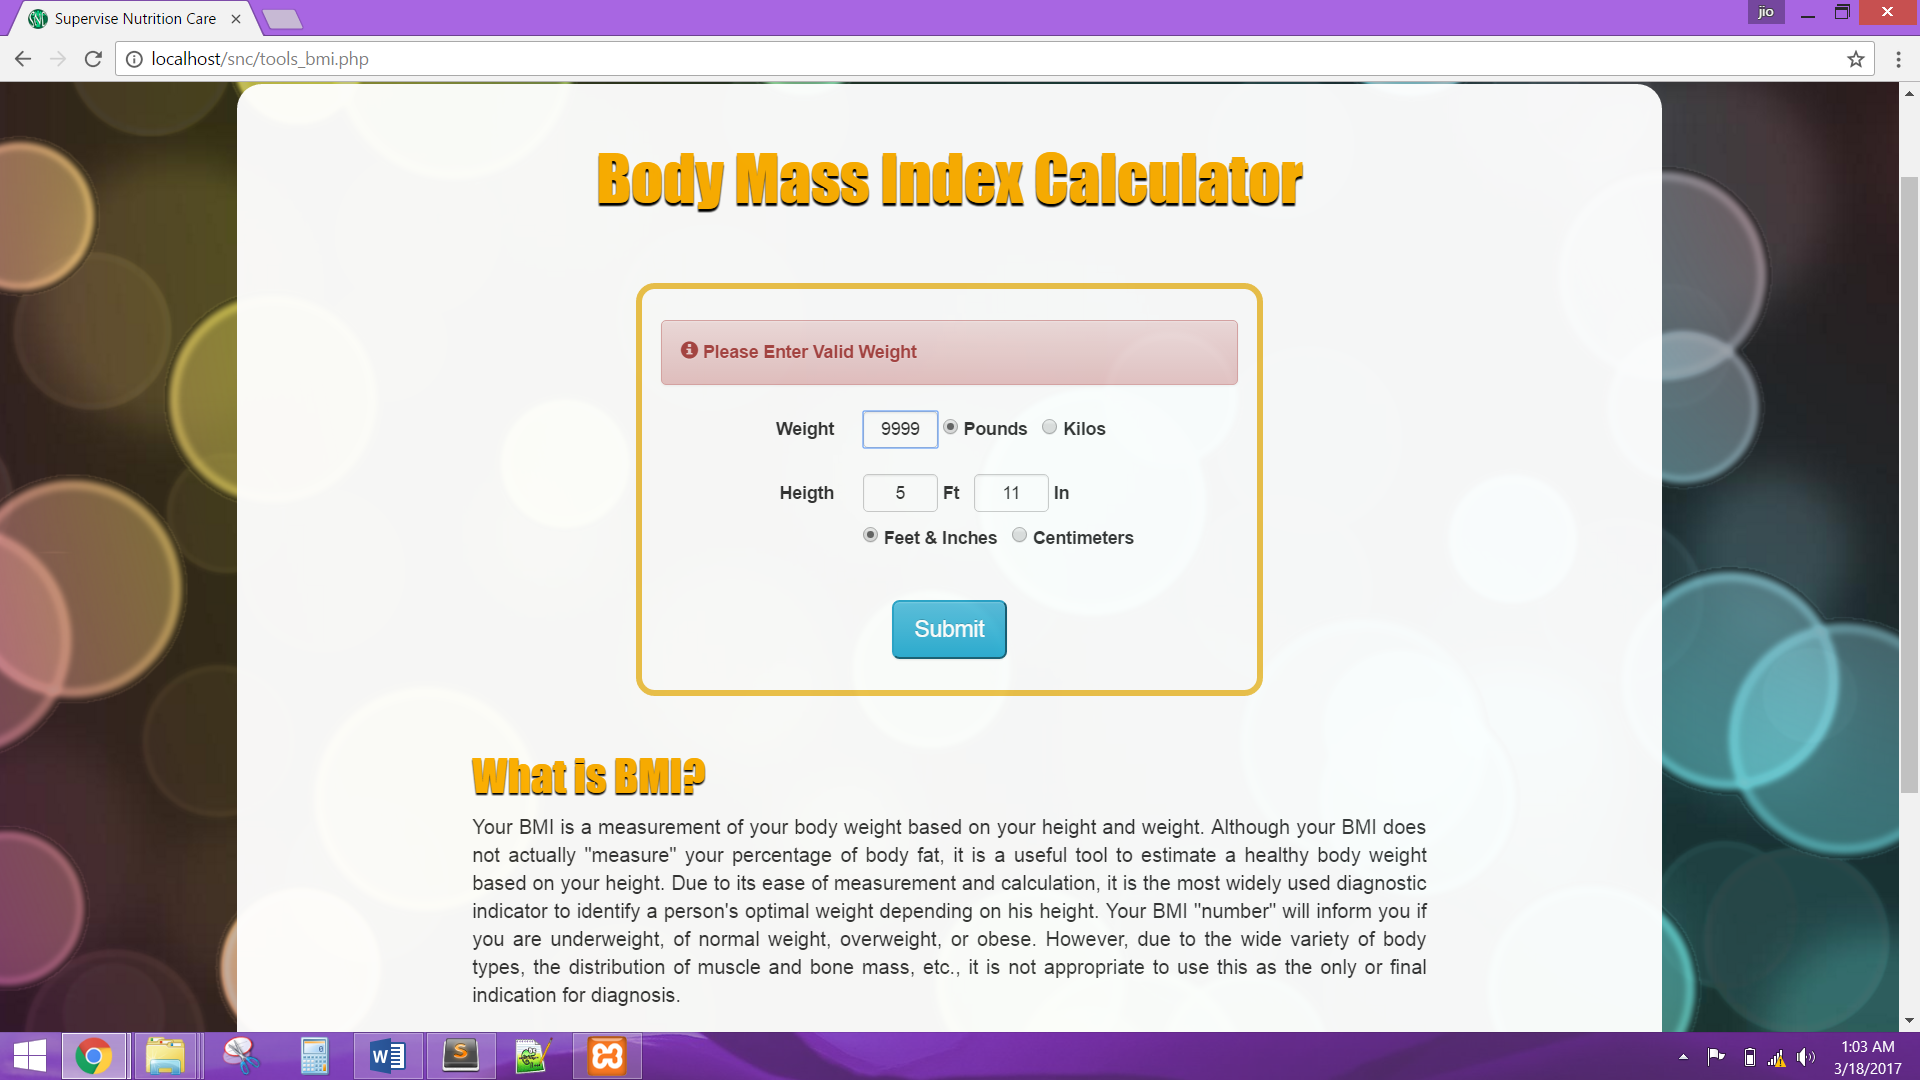 Supervise Nutrition Care
jio
localhost/snc/tools_bmi.php
Body Mass Index Calculator
Please Enter Valid Weight
Weight 9999 Pounds Kilos
Heigth 5 Ft 11 In
Feet & Inches Centimeters
Submit
What is BMI?
Your BMI is a measurement of your body weight based on your height and weight. Although your BMI does
not actually "measure" your percentage of body fat, it is a useful tool to estimate a healthy body weight
based on your height. Due to its ease of measurement and calculation, it is the most widely used diagnostic
indicator to identify a person's optimal weight depending on his height. Your BMI "number" will inform you if
you are underweight, of normal weight, overweight, or obese. However, due to the wide variety of body
types, the distribution of muscle and bone mass, etc., it is not appropriate to use this as the only or final
indication for diagnosis.
1:03 AM
3/18/2017